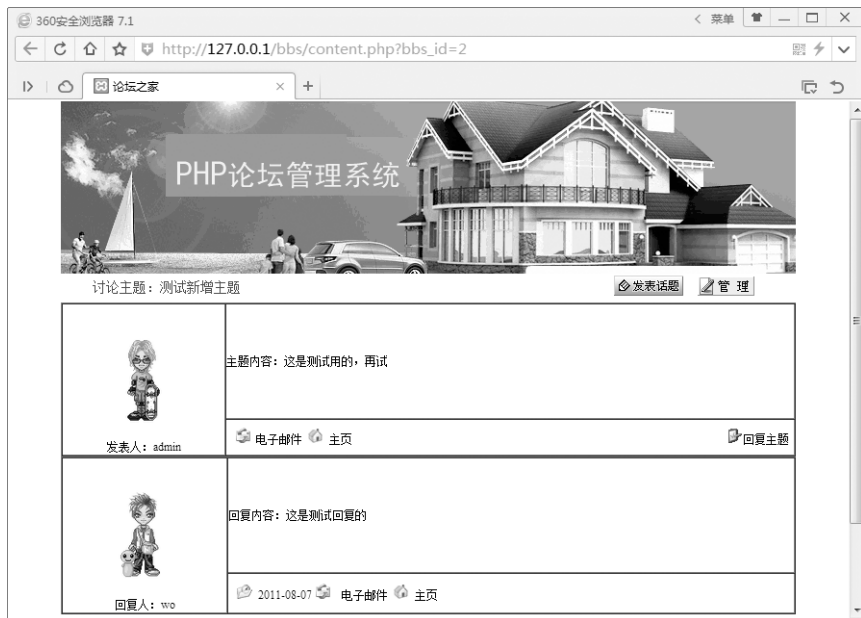 360安全浏览器 7.1
菜单
http://127.0.0.1/bbs/content.php?bbs_id=2
论坛之家
PHP论坛管理系统
讨论主题：测试新增主题
发表话题
管 理
主题内容：这是测试用的，再试
发表人：admin
电子邮件
主页
回复主题
回复内容：这是测试回复的
回复人：wo
2011-08-07
电子邮件
主页